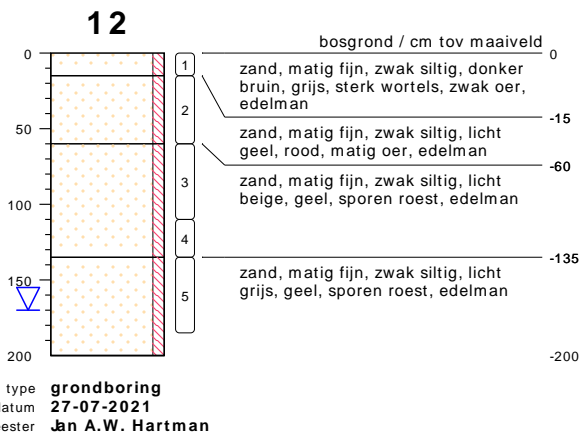 12
bosgrond / cm tov maaiveld
0
0
1
zand, matig fijn, zwak siltig, donker
bruin, grijs, sterk wortels, zwak oer,
edelman
-15
2
50
zand, matig fijn, zwak siltig, licht
geel, rood, matig oer, edelman
-60
3
zand, matig fijn, zwak siltig, licht
beige, geel, sporen roest, edelman
100
4
-135
150
5
zand, matig fijn, zwak siltig, licht
grijs, geel, sporen roest, edelman
200
-200
type grondboring
latum 27-07-2021
ester Jan A.W. Hartman